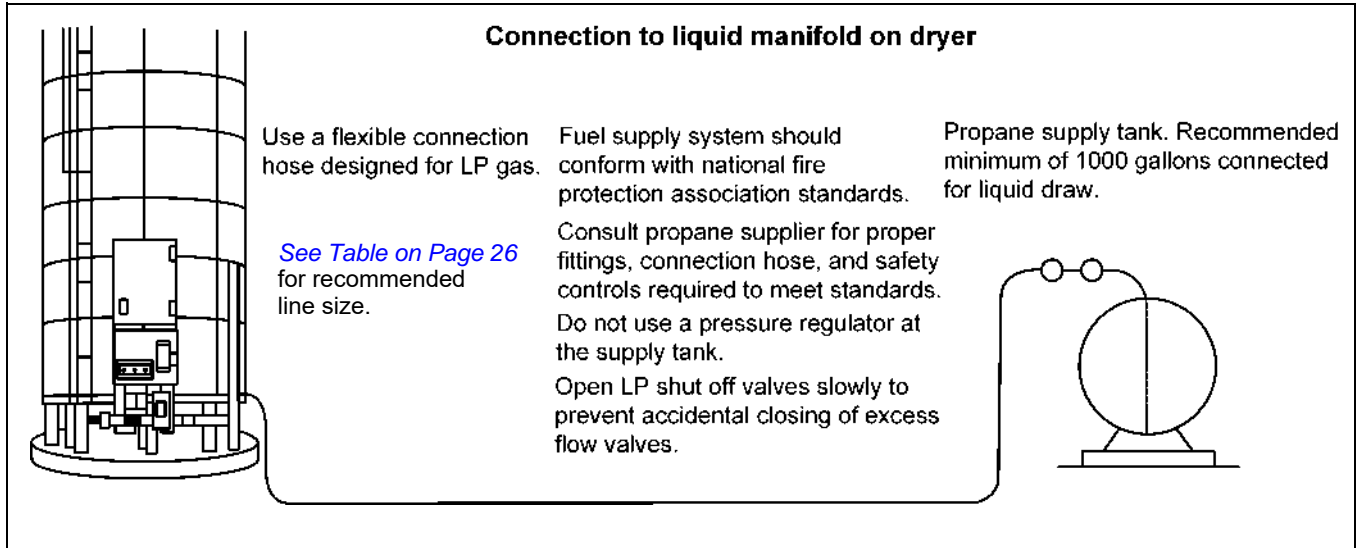 Connection to liquid manifold on dryer
Use a flexible connection
hose designed for LP gas.
See Table on Page 26
for recommended
line size.
Fuel supply system should
conform with national fire
protection association standards.
Consult propane supplier for proper
fittings, connection hose, and safety
controls required to meet standards.
Do not use a pressure regulator at
the supply tank.
Open LP shut off valves slowly to
prevent accidental closing of excess
flow valves.
Propane supply tank. Recommended
minimum of 1000 gallons connected
for liquid draw.